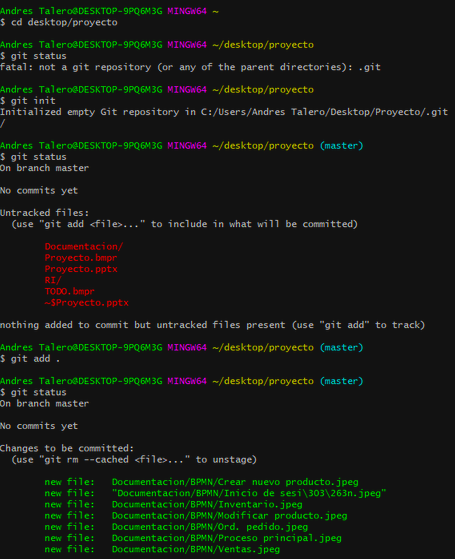 Andres Talero@DESKTOP-9PQ6M3G MINGW64 ~
$ cd desktop/proyecto
Andres Talero@DESKTOP-9PQ6M3G MINGW64 ~/desktop/proyecto
$ git status
fatal: not a git repository (or any of the parent directories): .git
Andres Talero@DESKTOP-9PQ6M3G MINGW64 ~/desktop/proyecto
$ git init
Initialized empty Git repository in C:/Users/Andres Talero/Desktop/Proyecto/.git
/
Andres Talero@DESKTOP-9PQ6M3G MINGW64 ~/desktop/proyecto (master)
$ git status
On branch master
No commits yet
Untracked files:
(use "git add <file>..." to include in what will be committed)
Documentacion/
Proyecto.bmpr
Proyecto.pptx
RI/
TODO.bmpr
~$Proyecto.pptx
nothing added to commit but untracked files present (use "git add" to track)
Andres Talero@DESKTOP-9PQ6M3G MINGW64 ~/desktop/proyecto (master)
$ git add .
Andres Talero@DESKTOP-9PQ6M3G MINGW64 ~/desktop/proyecto (master)
$ git status
On branch master
No commits yet
Changes to be committed:
(use "git rm --cached <file>..." to unstage)
new file: Documentacion/BPMN/Crear nuevo producto.jpeg
new file: "Documentacion/BPMN/Inicio de sesi\303\263n.jpeg"
new file: Documentacion/BPMN/Inventario.jpeg
new file: Documentacion/BPMN/Modificar producto.jpeg
new file: Documentacion/BPMN/Ord. pedido.jpeg
new file: Documentacion/BPMN/Proceso principal.jpeg
new file: Documentacion/BPMN/Ventas.jpeg